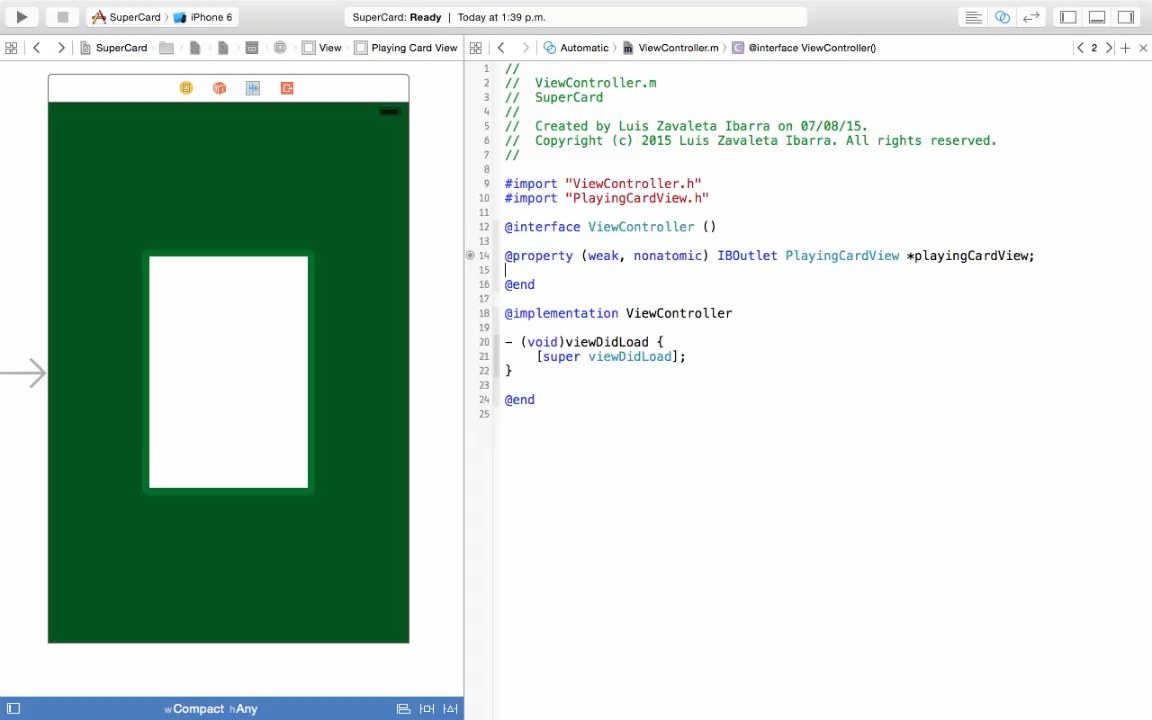 SuperCard iPhone 6
SuperCard: Ready | Today at 1:39 p.m.
SuperCard View Playing Card View
Automatic ViewController.m @interface ViewController() 2
1 //
2 // ViewController.m
3 // SuperCard
4 //
5 // Created by Luis Zavaleta Ibarra on 07/08/15.
6 // Copyright (c) 2015 Luis Zavaleta Ibarra. All rights reserved.
7 //
8
9 #import "ViewController.h"
10 #import "PlayingCardView.h"
11
12 @interface ViewController ()
13
14 @property (weak, nonatomic) IBOutlet PlayingCardView *playingCardView;
15
16 @end
17
18 @implementation ViewController
19
20 - (void)viewDidLoad {
21 [super viewDidLoad];
22 }
23
24 @end
25
wCompact hAny